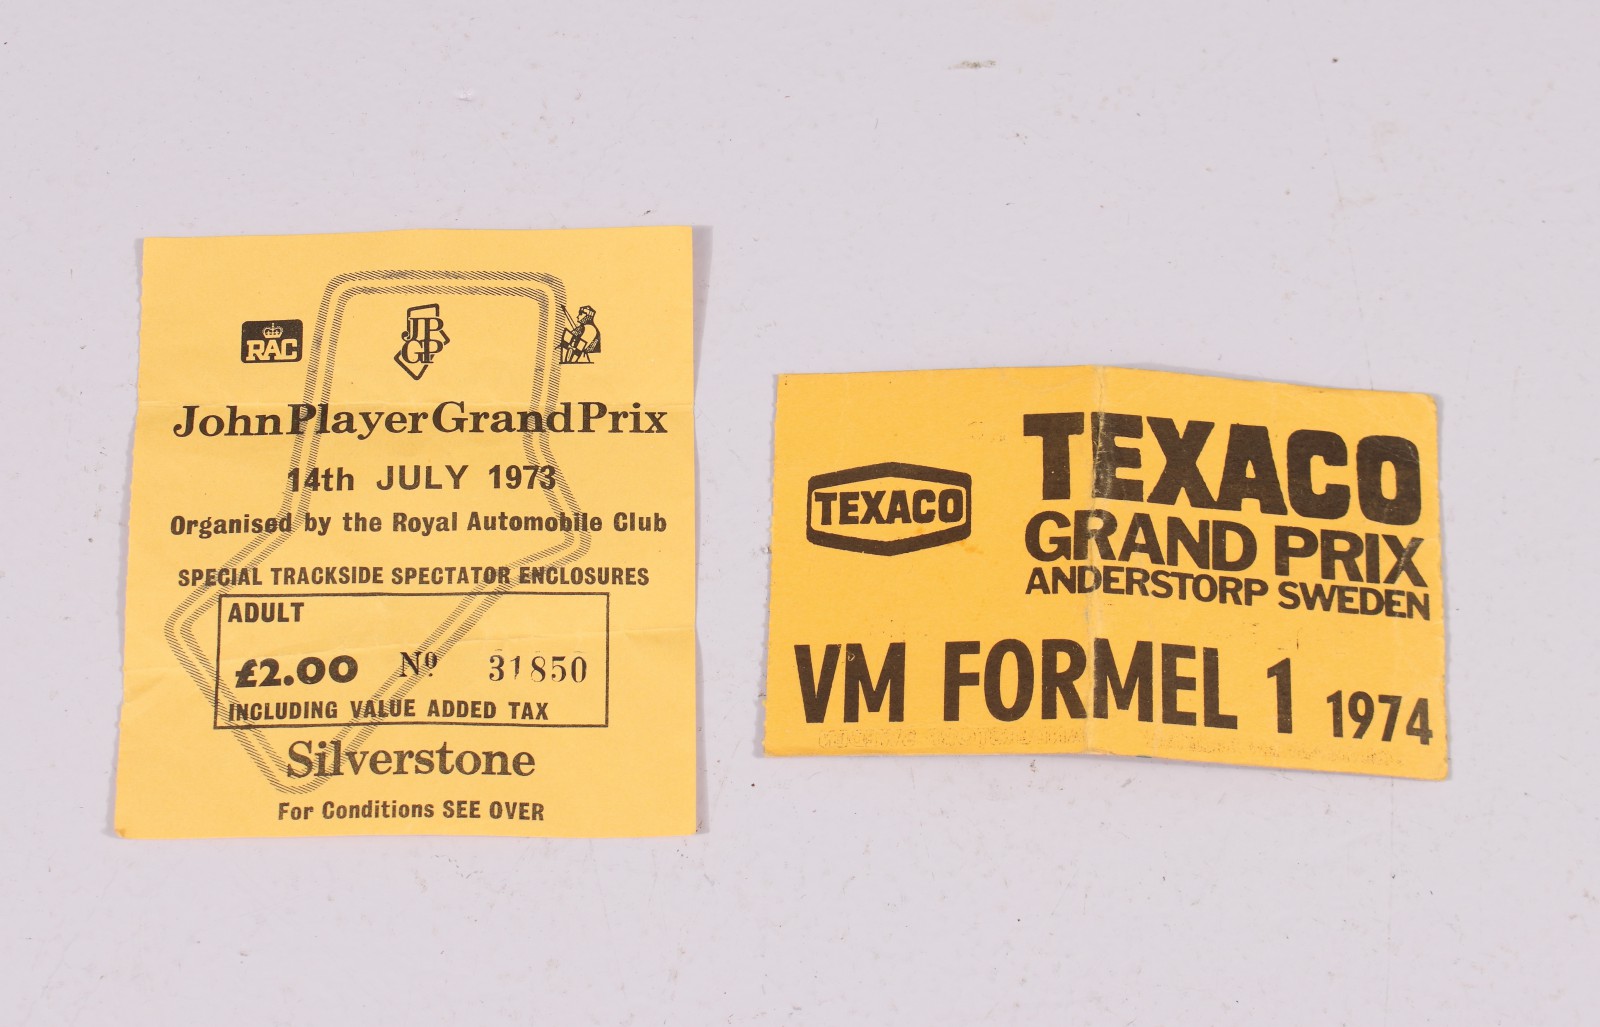 RAC
JP
GP
John Player Grand Prix
14th JULY 1973
Organised by the Royal Automobile Club
SPECIAL TRACKSIDE SPECTATOR ENCLOSURES
ADULT
£2.00 Nº 31850
INCLUDING VALUE ADDED TAX
Silverstone
For Conditions SEE OVER
TEXACO
TEXACO
GRAND PRIX
ANDERSTORP SWEDEN
VM FORMEL 1 1974